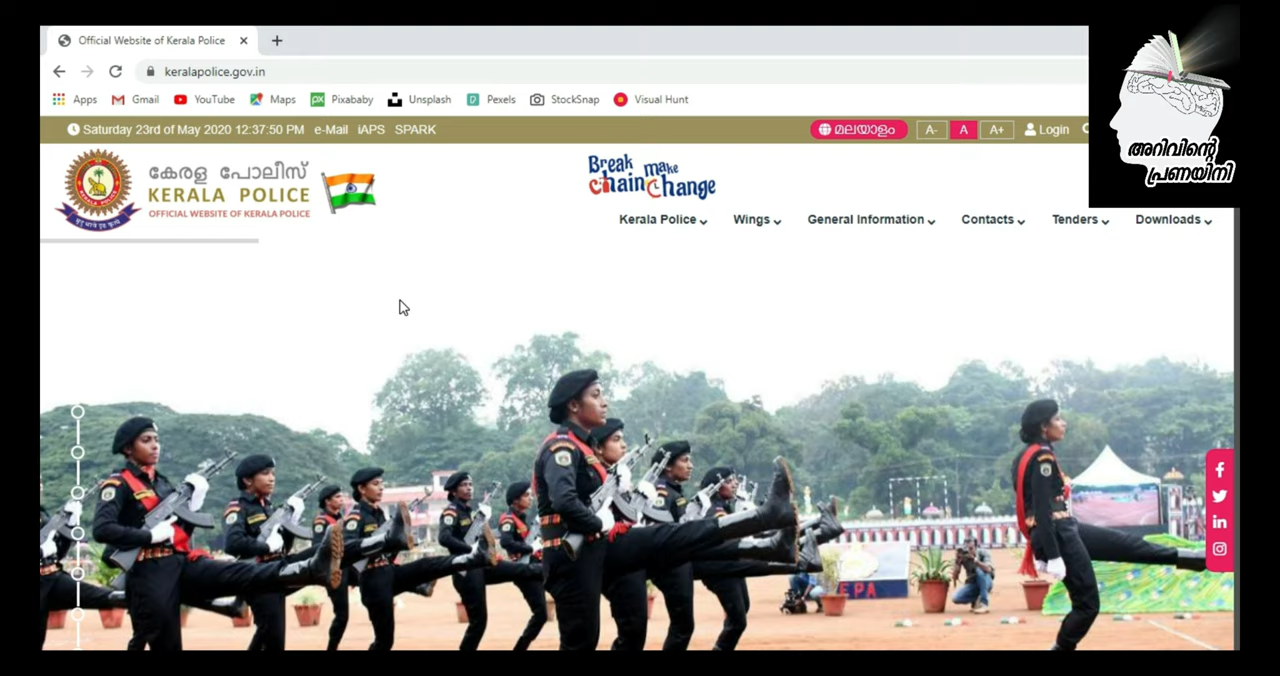 Official Website of Kerala Police
keralapolice.gov.in
Apps Gmail YouTube Maps Pixababy Unsplash Pexels StockSnap Visual Hunt
Saturday 23rd of May 2020 12:37:50 PM e-Mail iAPS SPARK മലയാളം A- A A+ Login
കേരള പോലീസ്
KERALA POLICE
OFFICIAL WEBSITE OF KERALA POLICE
Break make
chain Change
Kerala Police Wings General Information Contacts Tenders Downloads
അറിവിന്റെ
പ്രണയിനി
EPA